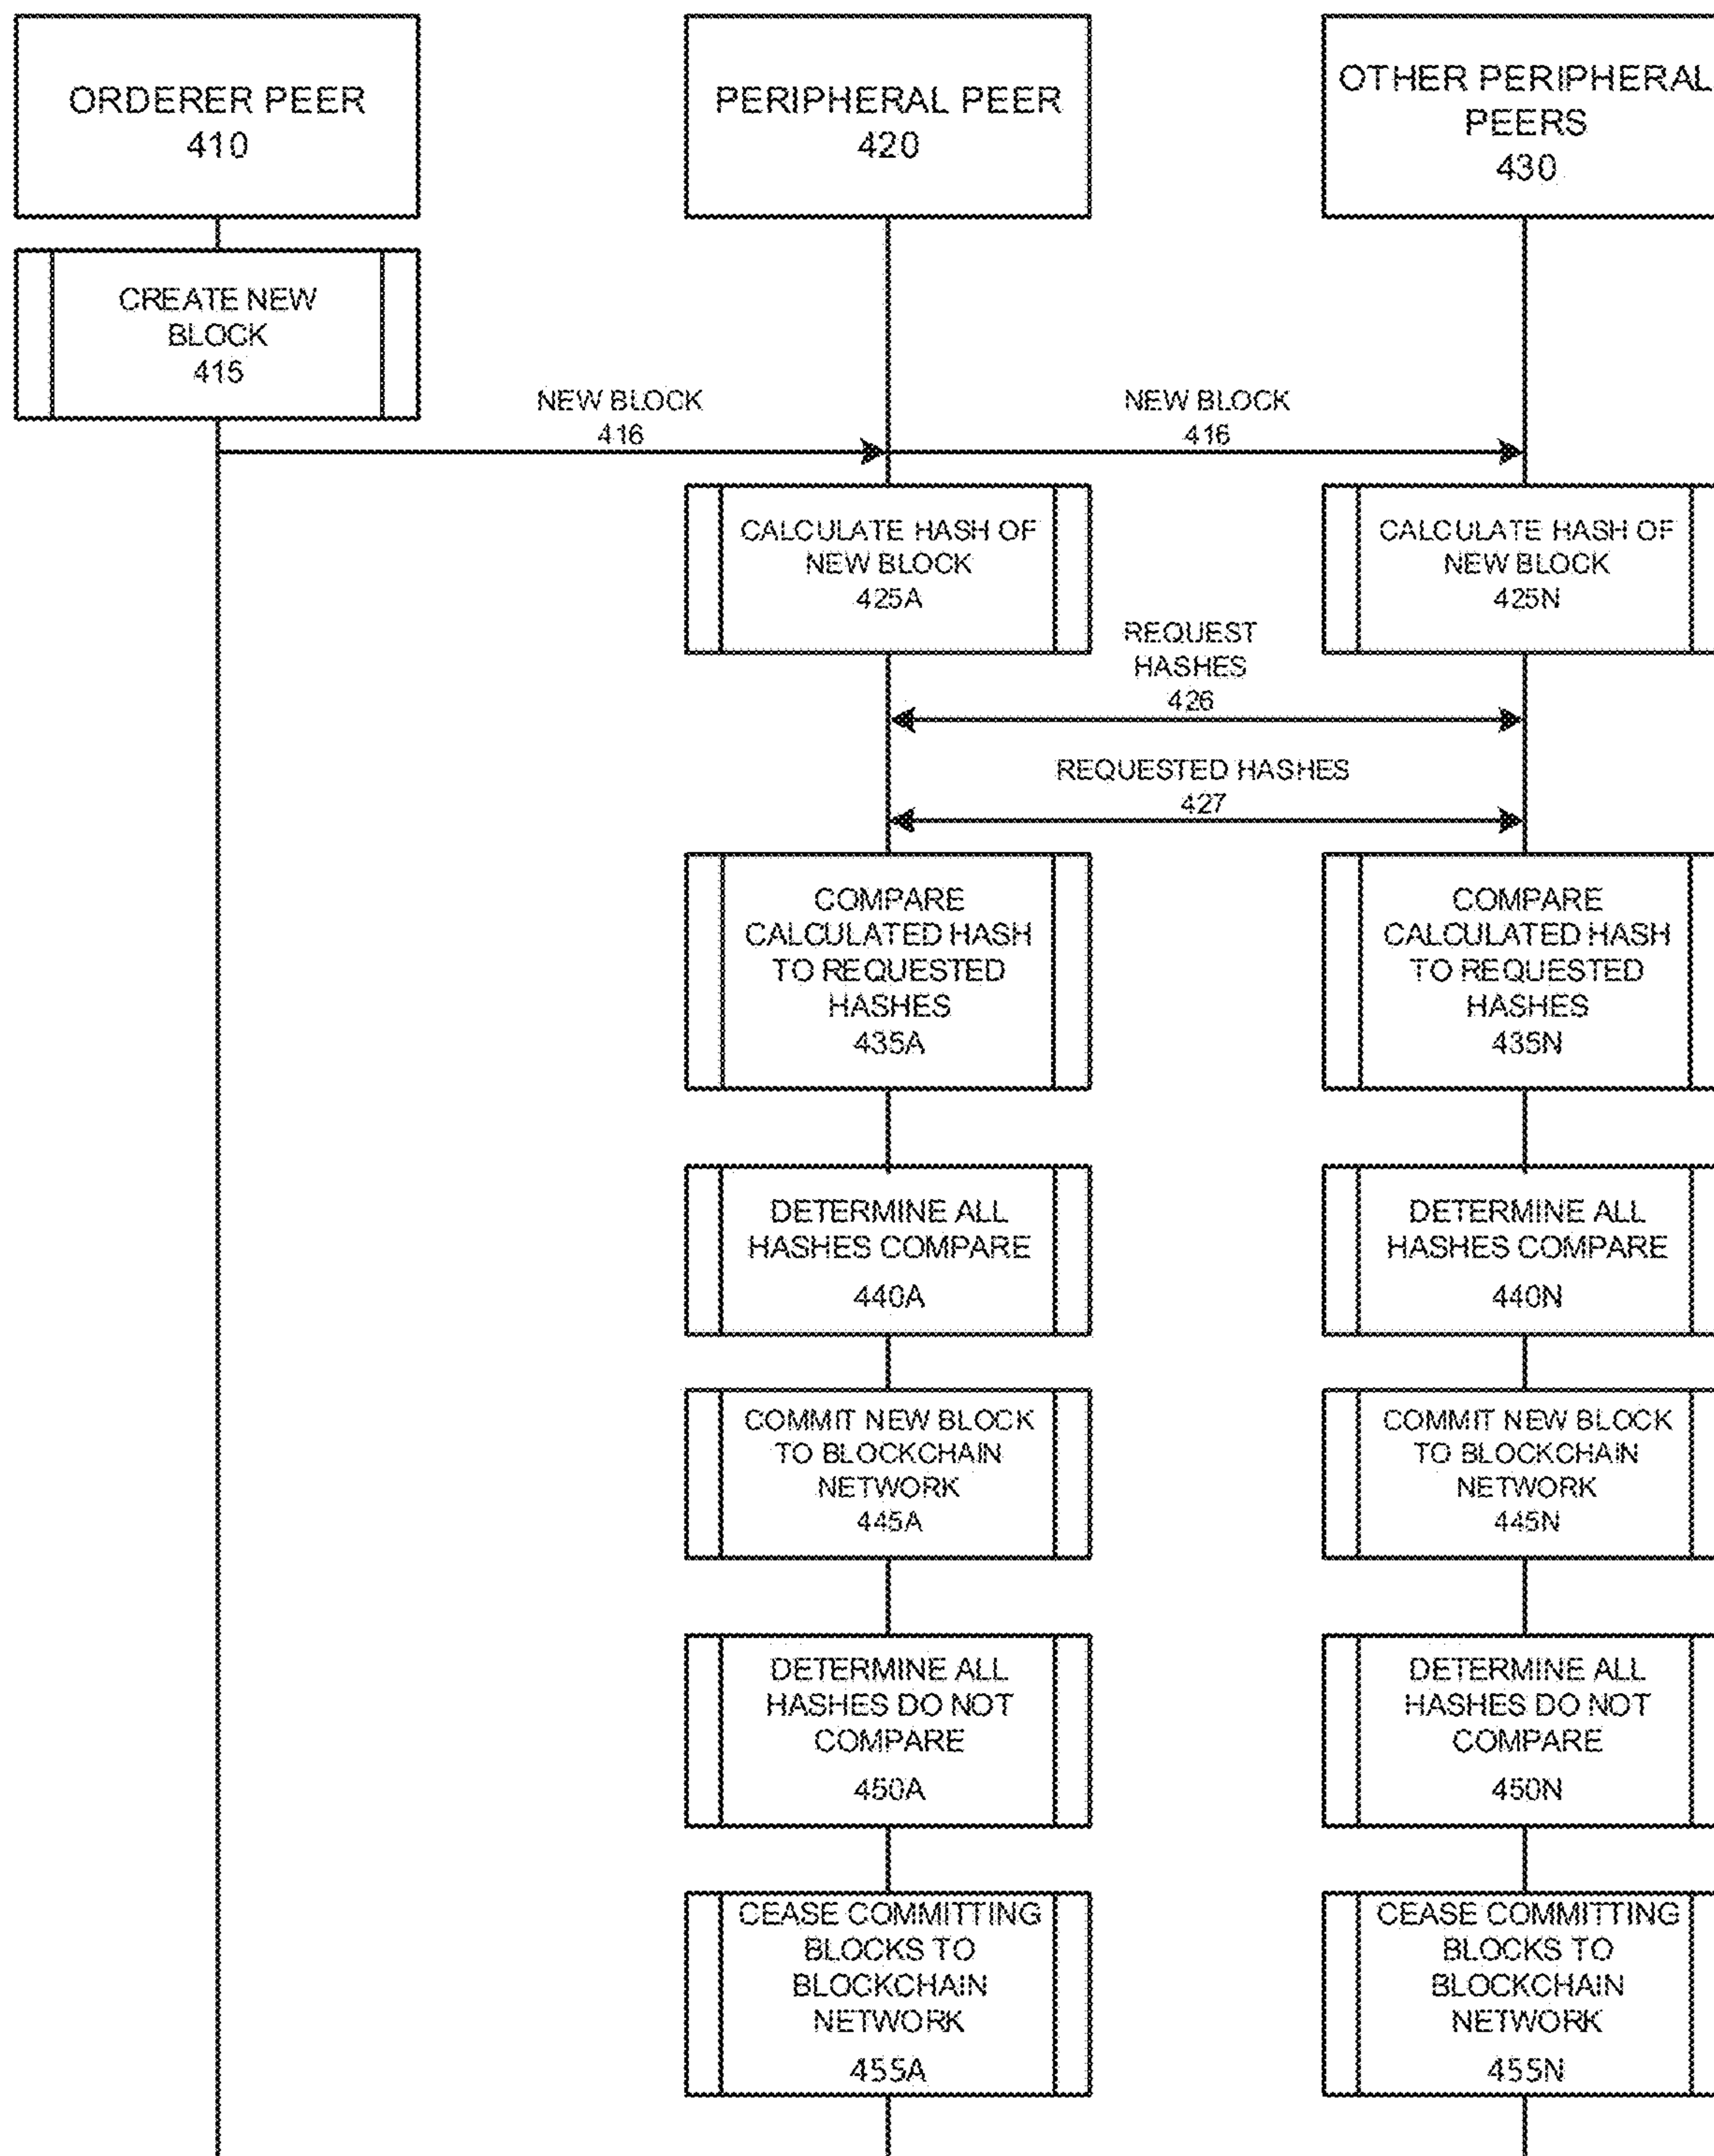 ORDERER PEER
410
PERIPHERAL PEER
420
OTHER PERIPHERAL
PEERS
430
CREATE NEW
BLOCK
415
NEW BLOCK
416
NEW BLOCK
416
CALCULATE HASH OF
NEW BLOCK
425A
CALCULATE HASH OF
NEW BLOCK
425N
REQUEST
HASHES
426
REQUESTED HASHES
427
COMPARE
CALCULATED HASH
TO REQUESTED
HASHES
435A
COMPARE
CALCULATED HASH
TO REQUESTED
HASHES
435N
DETERMINE ALL
HASHES COMPARE
440A
DETERMINE ALL
HASHES COMPARE
440N
COMMIT NEW BLOCK
TO BLOCKCHAIN
NETWORK
445A
COMMIT NEW BLOCK
TO BLOCKCHAIN
NETWORK
445N
DETERMINE ALL
HASHES DO NOT
COMPARE
450A
DETERMINE ALL
HASHES DO NOT
COMPARE
450N
CEASE COMMITTING
BLOCKS TO
BLOCKCHAIN
NETWORK
455A
CEASE COMMITTING
BLOCKS TO
BLOCKCHAIN
NETWORK
455N